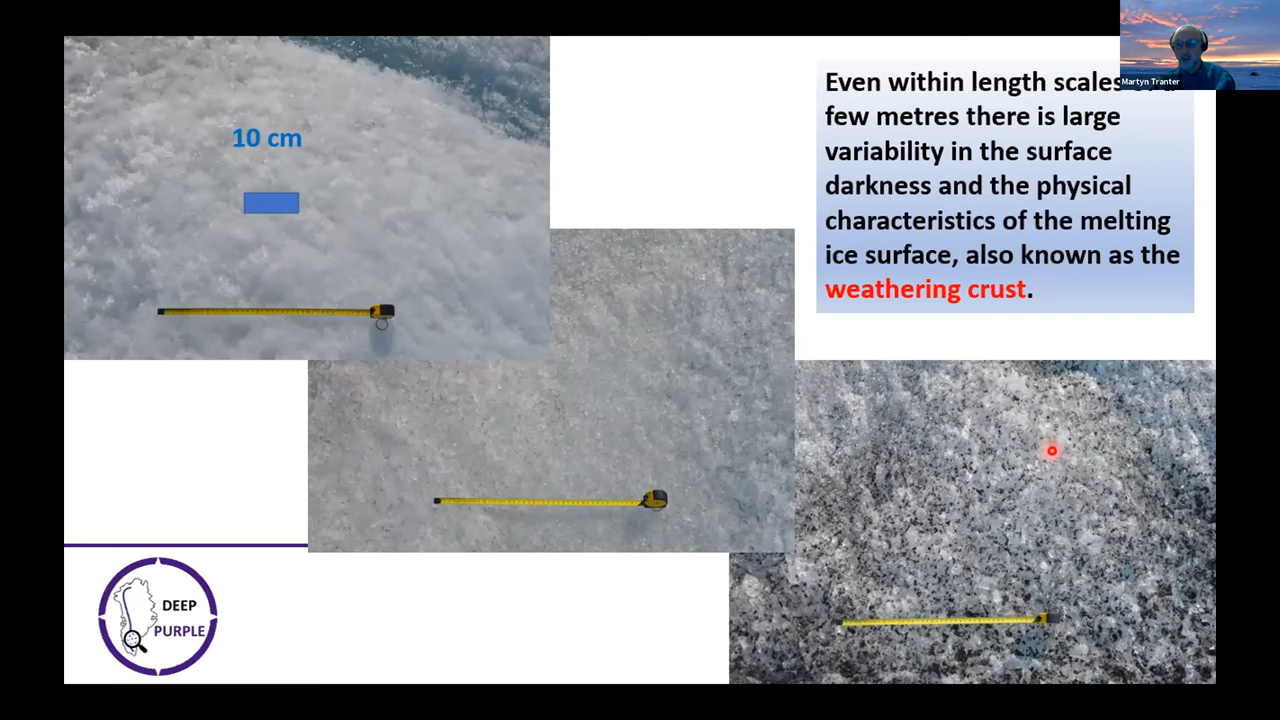 Martyn Tranter
10 cm
Even within length scales
few metres there is large
variability in the surface
darkness and the physical
characteristics of the melting
ice surface, also known as the
weathering crust.
DEEP
PURPLE